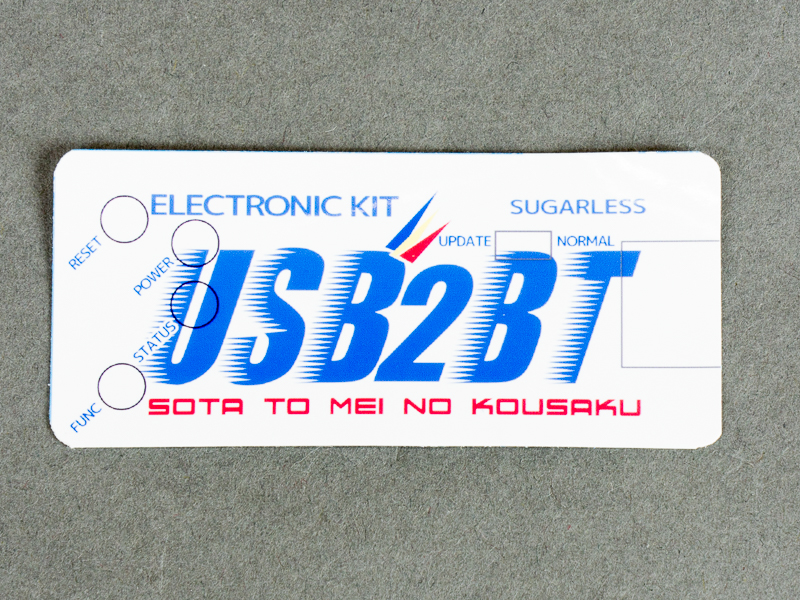 ELECTRONIC KIT
SUGARLESS
RESET
UPDATE
NORMAL
POWER
USB2BT
STATUS
FUNC
SOTA TO MEI NO KOUSAKU